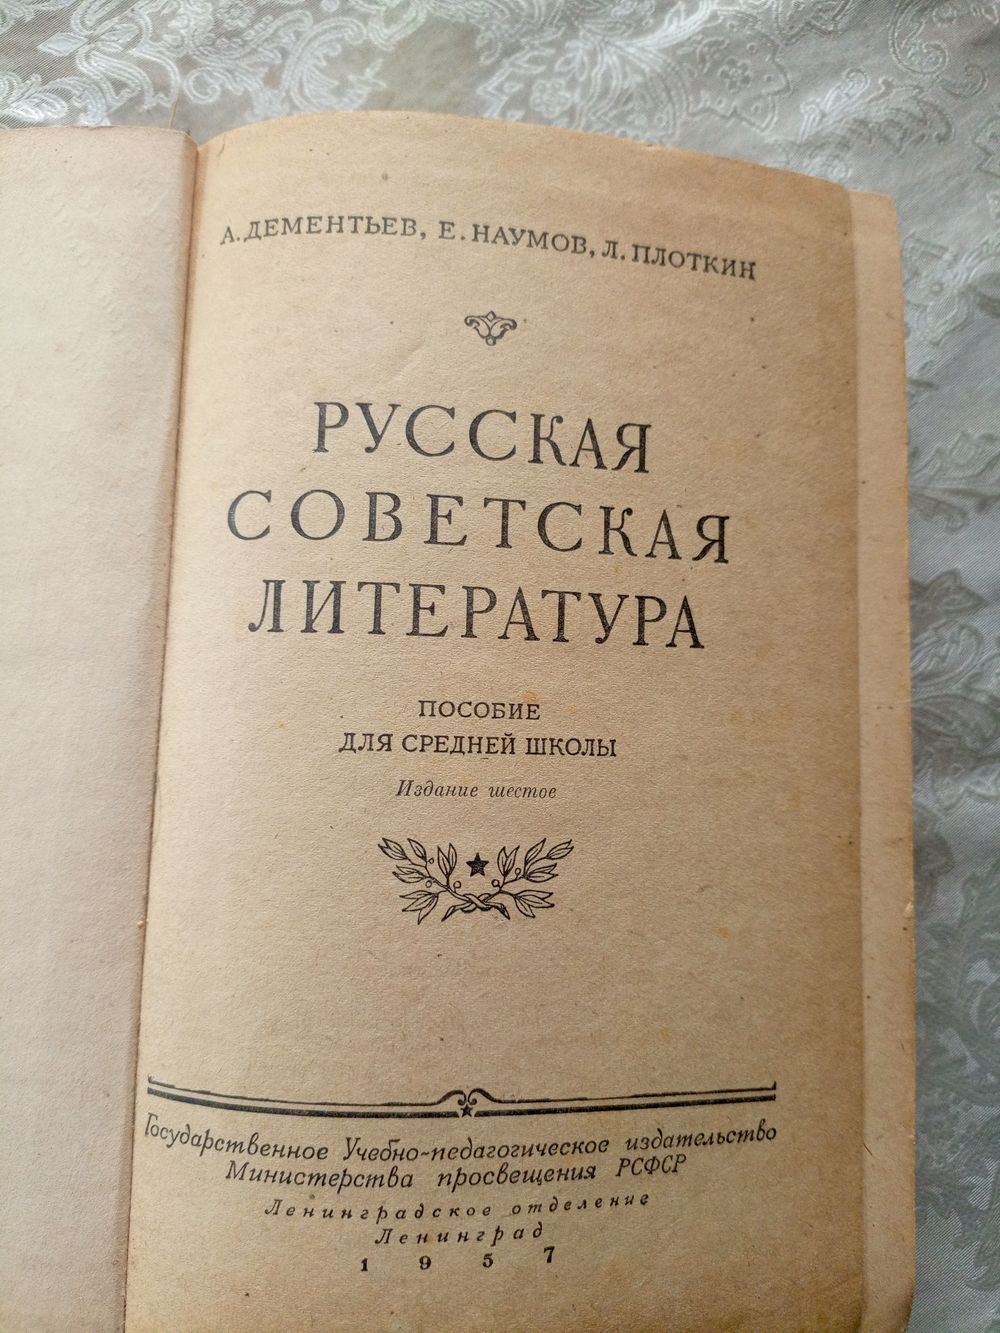 А. ДЕМЕНТЬЕВ, Е. НАУМОВ, Л. ПЛОТКИН
РУССКАЯ
СОВЕТСКАЯ
ЛИТЕРАТУРА
ПОСОБИЕ
ДЛЯ СРЕДНЕЙ ШКОЛЫ
Издание шестое
Государственное Учебно-педагогическое издательство
Министерства просвещения РСФСР
Ленинградское отделение
Ленинград
1957